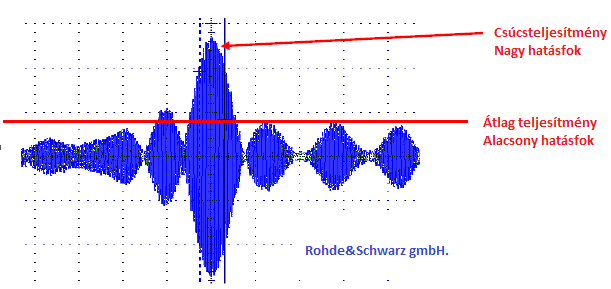 Csúcsteljesítmény
Nagy hatásfok
Átlag teljesítmény
Alacsony hatásfok
Rohde&Schwarz gmbH.